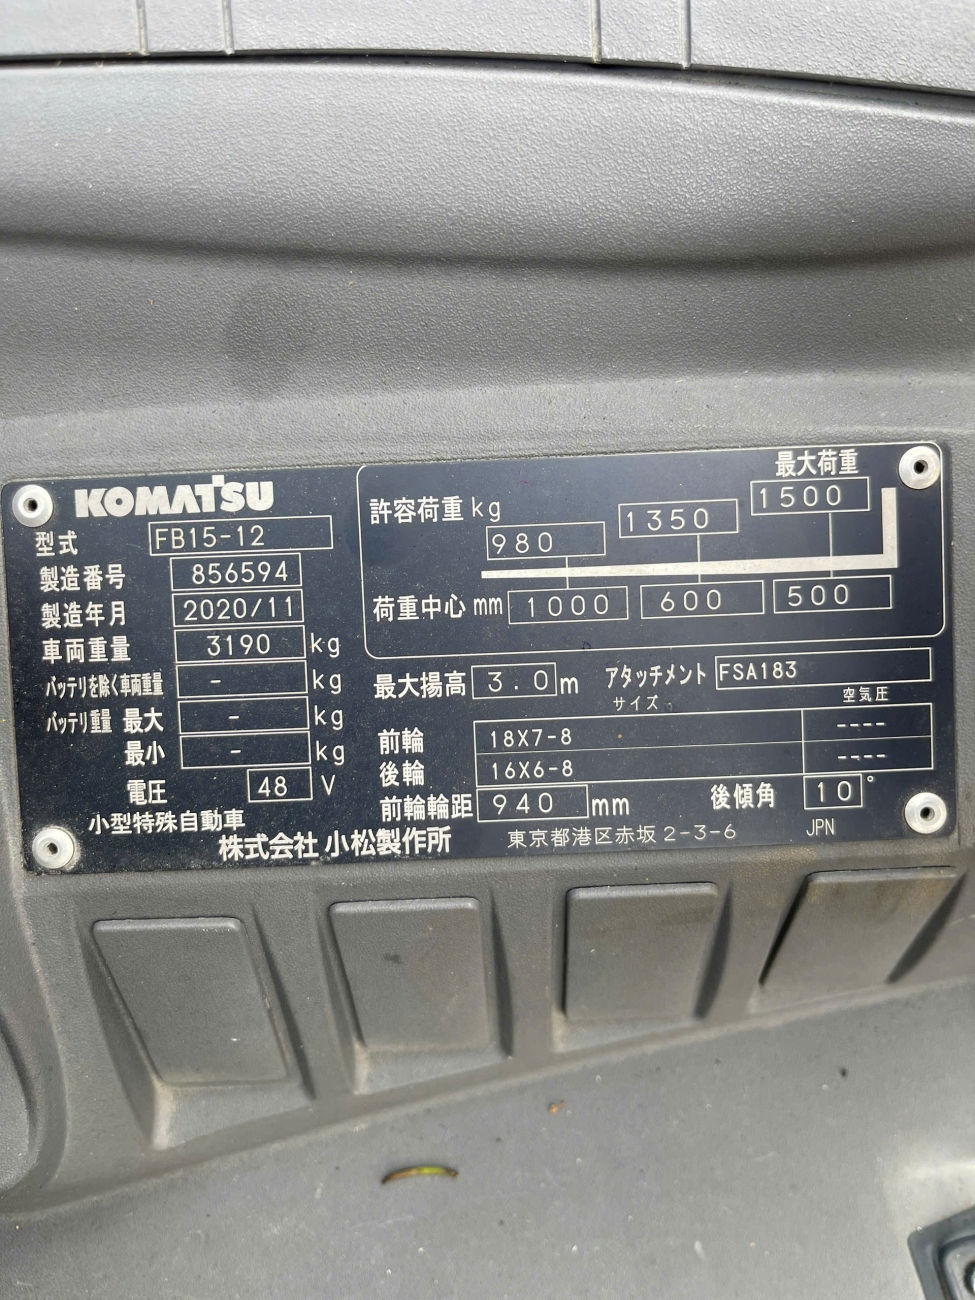 KOMATSU
型式 FB15-12
製造番号 856594
製造年月 2020/11
車両重量 3190 kg
バッテリを除く車両重量 - kg
バッテリ重量 最大 - kg
最小 - kg
電圧 48 V
小型特殊自動車
最大荷重
許容荷重 kg 980 1350 1500
荷重中心 mm 1000 600 500
最大揚高 3.0 m アタッチメント FSA183
サイズ 空気圧
前輪 18X7-8 ----
後輪 16X6-8 ----
前輪輪距 940 mm 後傾角 10°
株式会社 小松製作所 東京都港区赤坂2-3-6 JPN